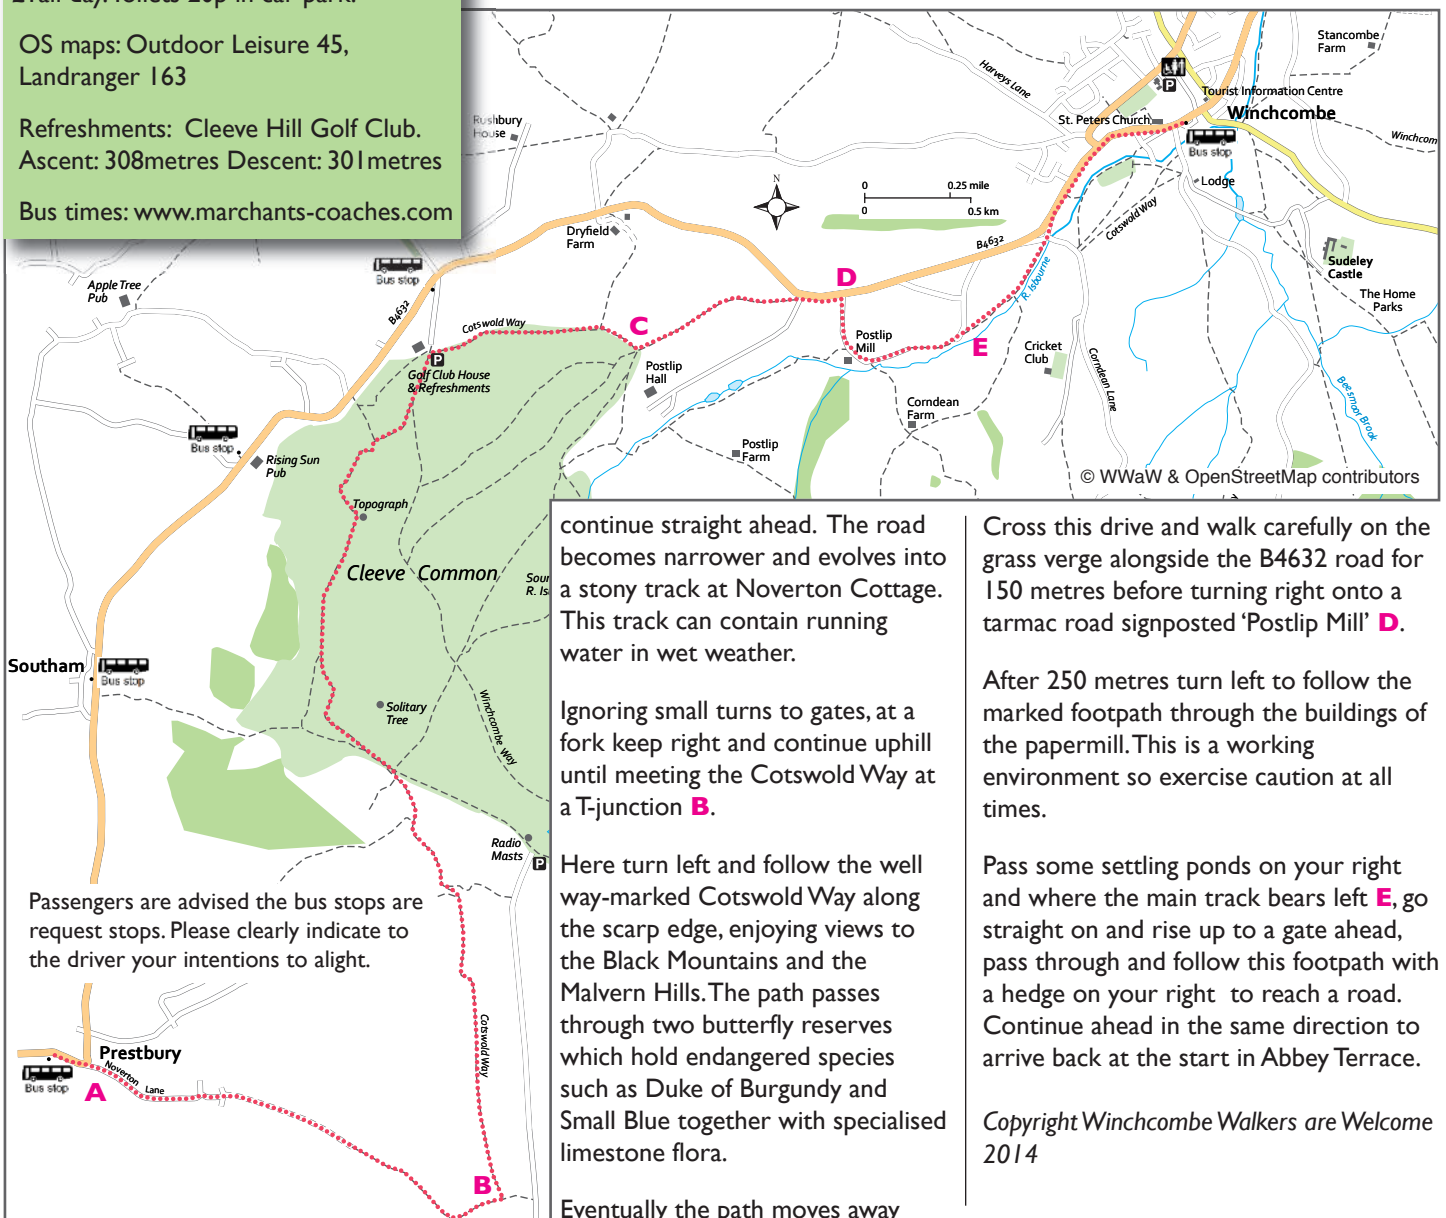 OS maps: Outdoor Leisure 45,
Landranger 163
Refreshments: Cleeve Hill Golf Club.
Ascent: 308metres Descent: 301metres
Bus times: www.marchants-coaches.com
Stancombe
Farm
Harveys Lane
P
Tourist Information Centre
St. Peters Church
Winchcombe
Bus stop
Winchcom
Rushbury
House
Lodge
N
0 0.25 mile
0 0.5 km
Cotswold Way
Dryfield
Farm
B4632
Sudeley
Castle
The Home
Parks
Bus stop
Apple Tree
Pub
B4632
D
R. Isbourne
C
Cotswold Way
Postlip
Mill
E
Cricket
Club
Corndean Lane
P
Golf Club House
& Refreshments
Postlip
Hall
Beesmoor Brook
Corndean
Farm
Bus stop
Rising Sun
Pub
Postlip
Farm
© WWaW & OpenStreetMap contributors
Topograph
Cleeve Common
Sour
R. Is
Southam
Bus stop
Solitary
Tree
Winchcombe Way
Radio
Masts
P
Passengers are advised the bus stops are
request stops. Please clearly indicate to
the driver your intentions to alight.
Cotswold Way
Prestbury
Bus stop
A
Noverton Lane
B
continue straight ahead. The road
becomes narrower and evolves into
a stony track at Noverton Cottage.
This track can contain running
water in wet weather.
Ignoring small turns to gates, at a
fork keep right and continue uphill
until meeting the Cotswold Way at
a T-junction B.
Here turn left and follow the well
way-marked Cotswold Way along
the scarp edge, enjoying views to
the Black Mountains and the
Malvern Hills. The path passes
through two butterfly reserves
which hold endangered species
such as Duke of Burgundy and
Small Blue together with specialised
limestone flora.
Eventually the path moves away
Cross this drive and walk carefully on the
grass verge alongside the B4632 road for
150 metres before turning right onto a
tarmac road signposted ‘Postlip Mill’ D.
After 250 metres turn left to follow the
marked footpath through the buildings of
the papermill. This is a working
environment so exercise caution at all
times.
Pass some settling ponds on your right
and where the main track bears left E, go
straight on and rise up to a gate ahead,
pass through and follow this footpath with
a hedge on your right to reach a road.
Continue ahead in the same direction to
arrive back at the start in Abbey Terrace.
Copyright Winchcombe Walkers are Welcome
2014